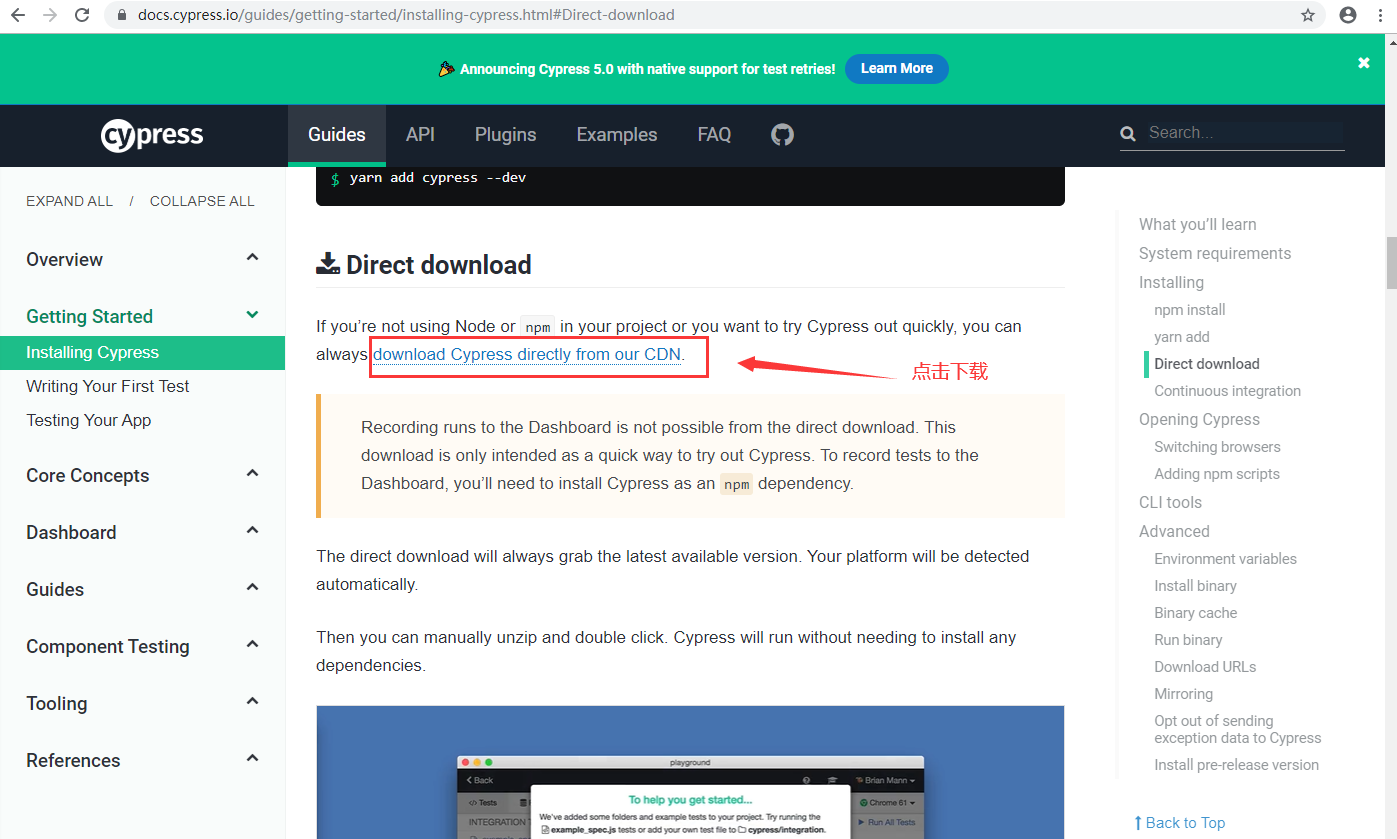 docs.cypress.io/guides/getting-started/installing-cypress.html#Direct-download
Announcing Cypress 5.0 with native support for test retries! Learn More
cypress Guides API Plugins Examples FAQ Search...
EXPAND ALL / COLLAPSE ALL
Overview
Getting Started
Installing Cypress
Writing Your First Test
Testing Your App
Core Concepts
Dashboard
Guides
Component Testing
Tooling
References
$ yarn add cypress --dev
Direct download
If you’re not using Node or npm in your project or you want to try Cypress out quickly, you can
always download Cypress directly from our CDN.
点击下载
Recording runs to the Dashboard is not possible from the direct download. This
download is only intended as a quick way to try out Cypress. To record tests to the
Dashboard, you’ll need to install Cypress as an npm dependency.
The direct download will always grab the latest available version. Your platform will be detected
automatically.
Then you can manually unzip and double click. Cypress will run without needing to install any
dependencies.
playground
Back Brian Mann
</> Tests Chrome 61
INTEGRATION Run All Tests
To help you get started...
We've added some folders and example tests to your project. Try running the
example_spec.js tests or add your own test file to cypress/integration.
What you’ll learn
System requirements
Installing
npm install
yarn add
Direct download
Continuous integration
Opening Cypress
Switching browsers
Adding npm scripts
CLI tools
Advanced
Environment variables
Install binary
Binary cache
Run binary
Download URLs
Mirroring
Opt out of sending
exception data to Cypress
Install pre-release version
Back to Top